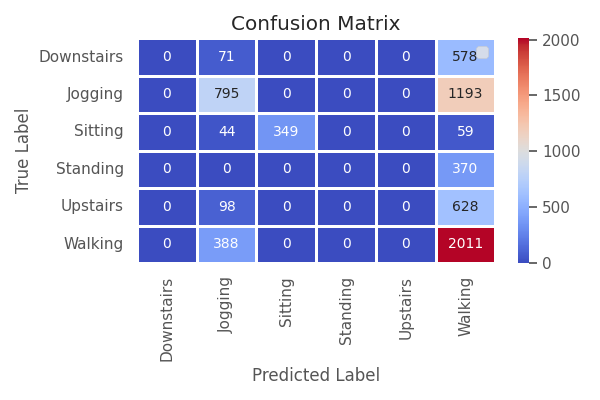 Confusion Matrix
Downstairs 0 71 0 0 0 578
Jogging 0 795 0 0 0 1193
Sitting 0 44 349 0 0 59
Standing 0 0 0 0 0 370
Upstairs 0 98 0 0 0 628
Walking 0 388 0 0 0 2011
True Label
Downstairs Jogging Sitting Standing Upstairs Walking
Predicted Label
2000
1500
1000
500
0